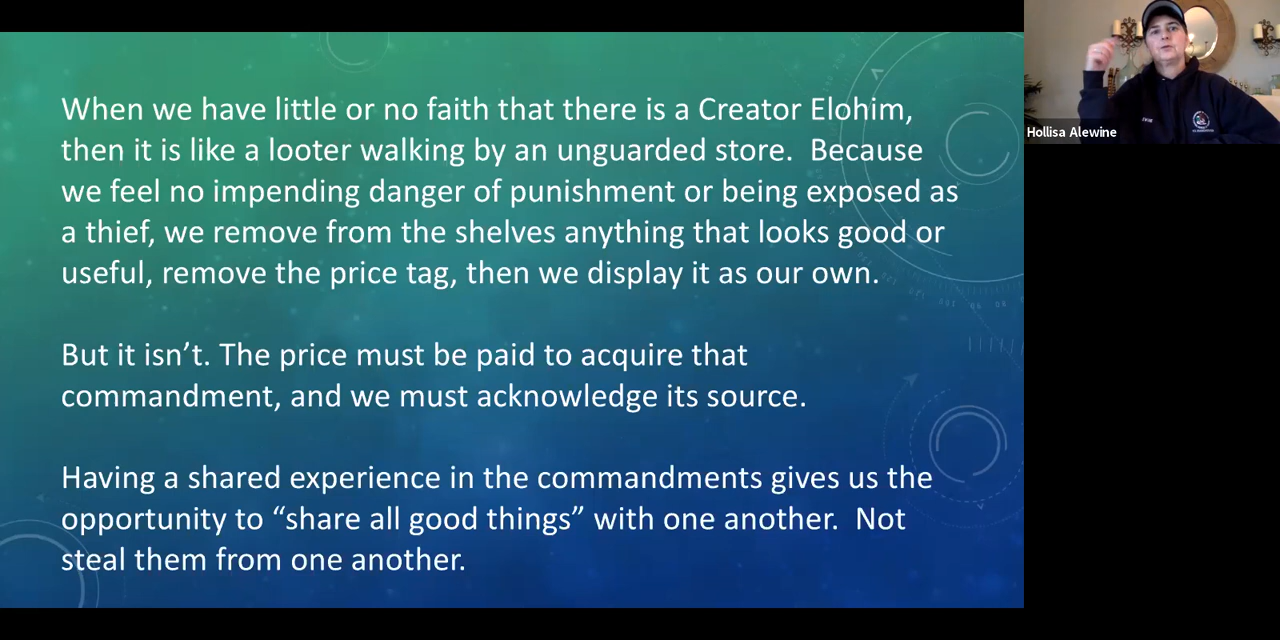 When we have little or no faith that there is a Creator Elohim,
then it is like a looter walking by an unguarded store.  Because
we feel no impending danger of punishment or being exposed as
a thief, we remove from the shelves anything that looks good or
useful, remove the price tag, then we display it as our own.
But it isn’t. The price must be paid to acquire that
commandment, and we must acknowledge its source.
Having a shared experience in the commandments gives us the
opportunity to “share all good things” with one another.  Not
steal them from one another.
Hollisa Alewine